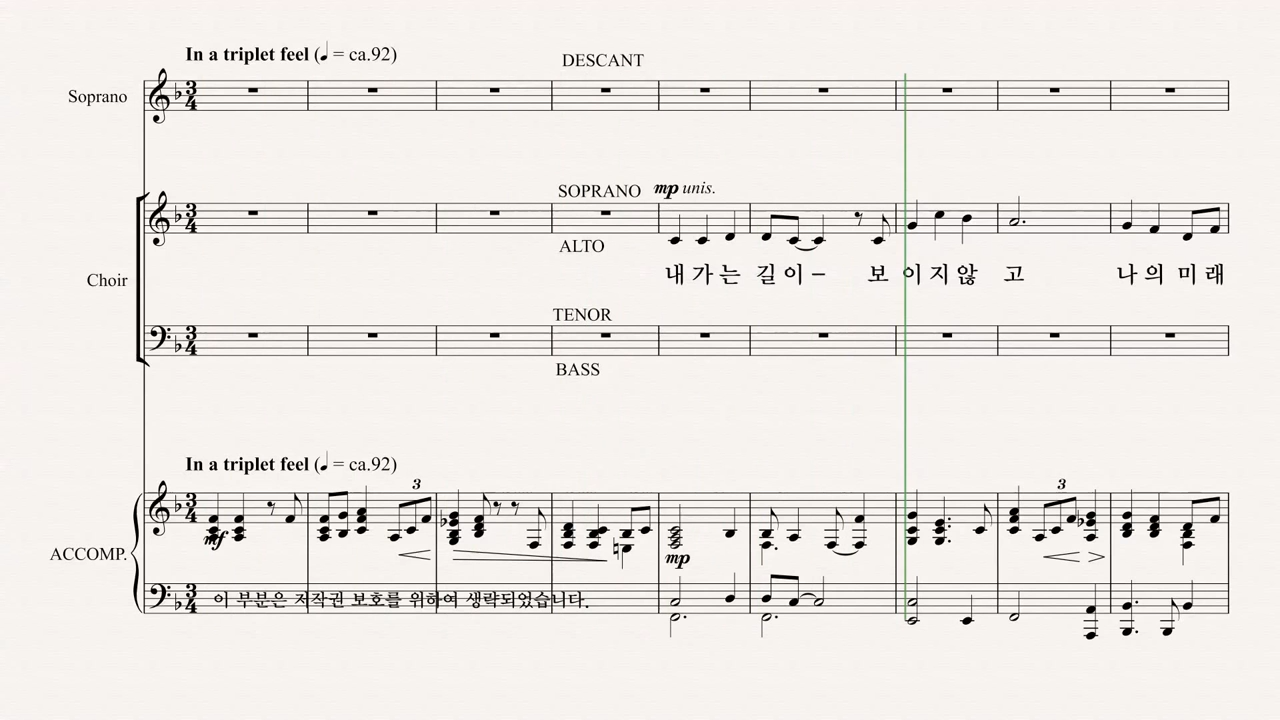 In a triplet feel (♩ = ca.92)
DESCANT
Soprano
SOPRANO mp unis.
ALTO
내 가 는 길 이 – 보 이 지 않 고 나 의 미 래
Choir
TENOR
BASS
In a triplet feel (♩ = ca.92)
3 3
mf
ACCOMP.
mp
이 부분은 저작권 보호를 위하여 생략되었습니다.